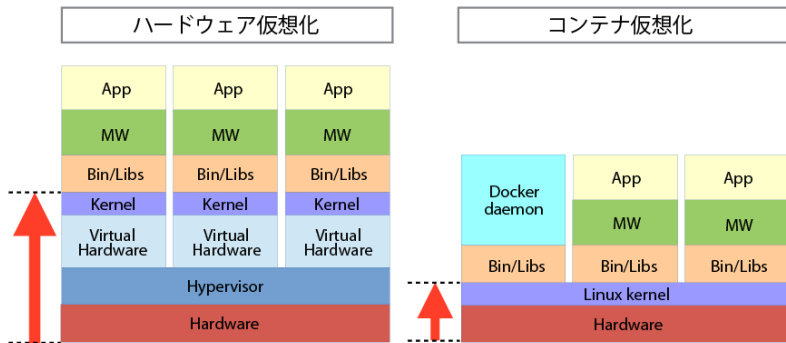 ハードウェア仮想化
コンテナ仮想化
App
App
App
MW
MW
MW
Bin/Libs
Bin/Libs
Bin/Libs
Kernel
Kernel
Kernel
Virtual
Hardware
Virtual
Hardware
Virtual
Hardware
Hypervisor
Hardware
Docker
daemon
App
App
MW
MW
Bin/Libs
Bin/Libs
Bin/Libs
Linux kernel
Hardware